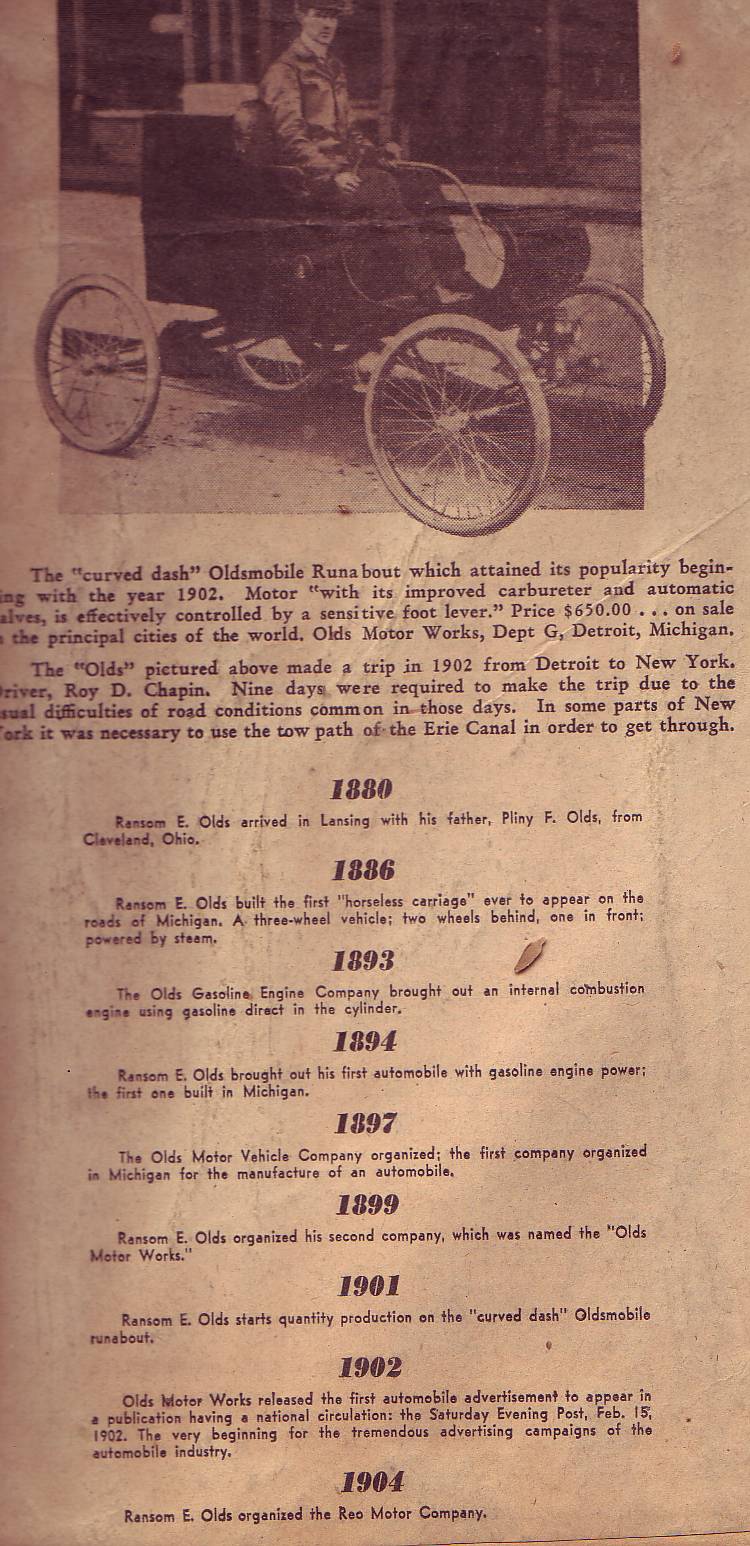 The "curved dash" Oldsmobile Runabout which attained its popularity begin-
ing with the year 1902. Motor "with its improved carbureter and automatic
alves, is effectively controlled by a sensitive foot lever." Price $650.00 . . . on sale
the principal cities of the world. Olds Motor Works, Dept G, Detroit, Michigan.
The "Olds" pictured above made a trip in 1902 from Detroit to New York.
river, Roy D. Chapin. Nine days were required to make the trip due to the
sual difficulties of road conditions common in those days. In some parts of New
ork it was necessary to use the tow path of the Erie Canal in order to get through.
1880
Ransom E. Olds arrived in Lansing with his father, Pliny F. Olds, from
Cleveland, Ohio.
1886
Ransom E. Olds built the first "horseless carriage" ever to appear on the
roads of Michigan. A three-wheel vehicle; two wheels behind, one in front;
powered by steam.
1893
The Olds Gasoline Engine Company brought out an internal combustion
engine using gasoline direct in the cylinder.
1894
Ransom E. Olds brought out his first automobile with gasoline engine power;
the first one built in Michigan.
1897
The Olds Motor Vehicle Company organized; the first company organized
in Michigan for the manufacture of an automobile.
1899
Ransom E. Olds organized his second company, which was named the "Olds
Motor Works."
1901
Ransom E. Olds starts quantity production on the "curved dash" Oldsmobile
runabout.
1902
Olds Motor Works released the first automobile advertisement to appear in
a publication having a national circulation: the Saturday Evening Post, Feb. 15,
1902. The very beginning for the tremendous advertising campaigns of the
automobile industry.
1904
Ransom E. Olds organized the Reo Motor Company.